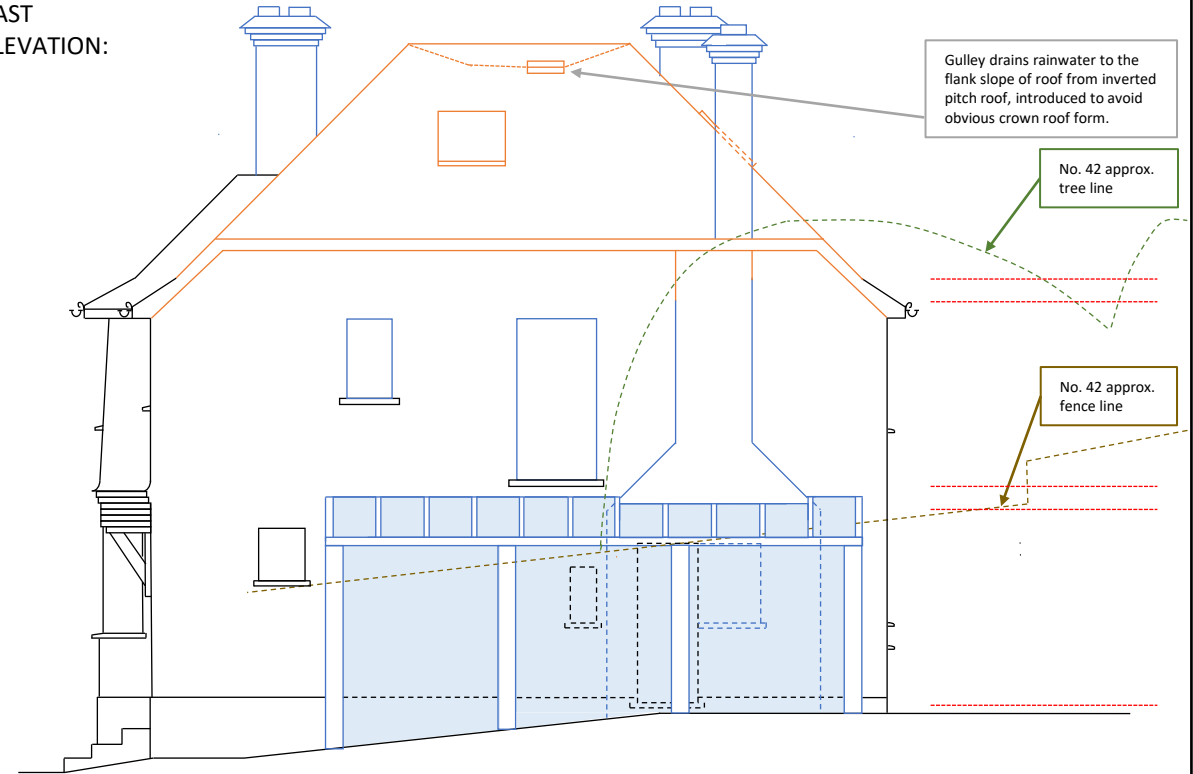 AST
LEVATION:
Gulley drains rainwater to the
flank slope of roof from inverted
pitch roof, introduced to avoid
obvious crown roof form.
No. 42 approx.
tree line
No. 42 approx.
fence line